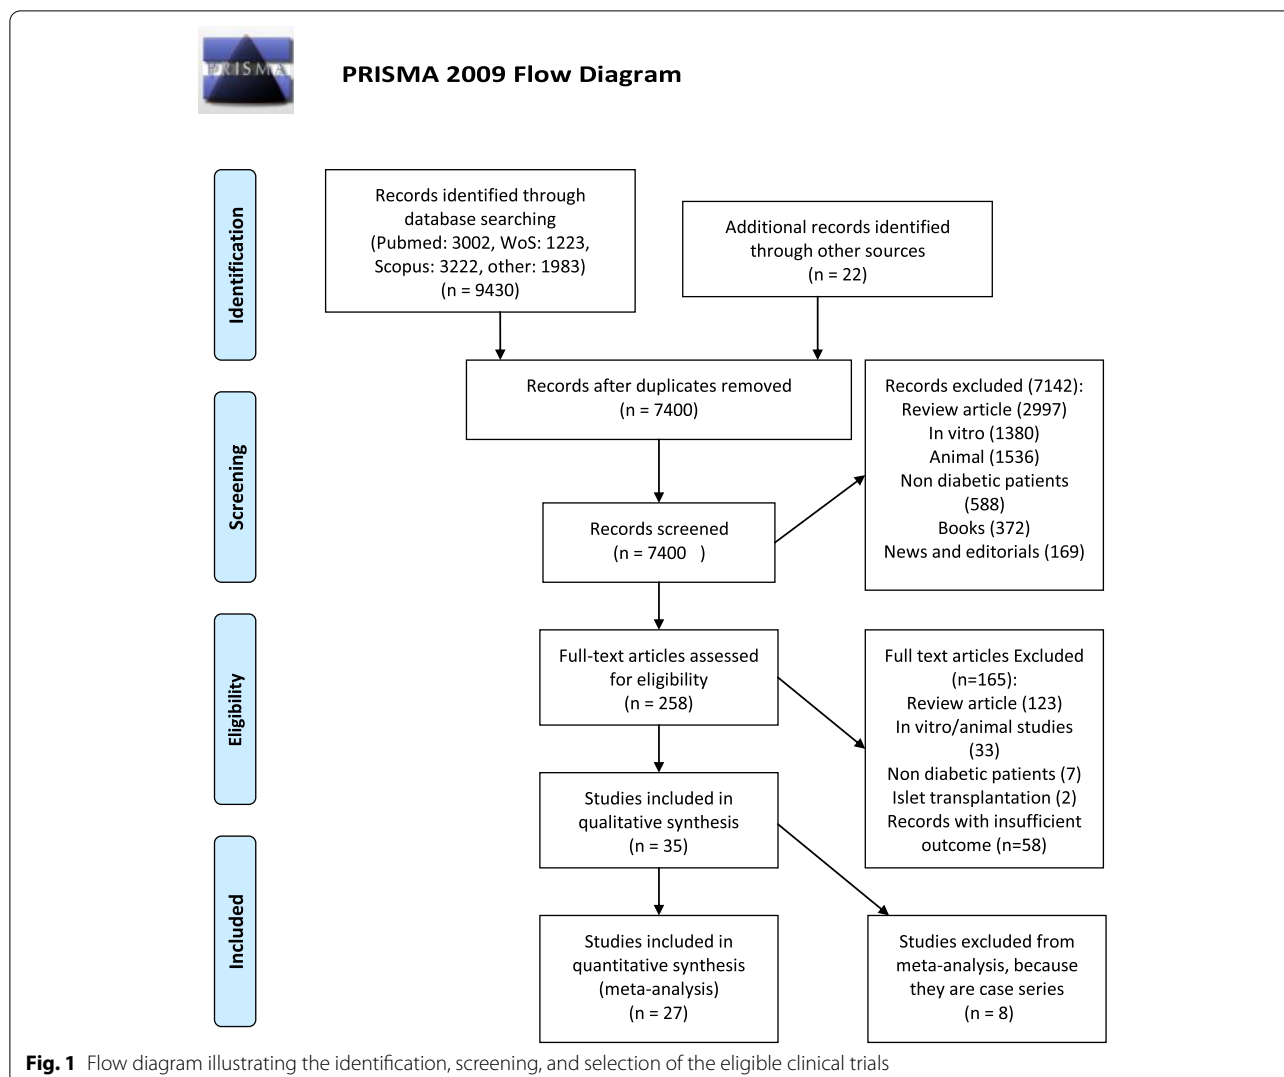 PRISMA
PRISMA 2009 Flow Diagram
Identification
Records identified through
database searching
(Pubmed: 3002, WoS: 1223,
Scopus: 3222, other: 1983)
(n = 9430)
Additional records identified
through other sources
(n = 22)
Screening
Records after duplicates removed
(n = 7400)
Records excluded (7142):
Review article (2997)
In vitro (1380)
Animal (1536)
Non diabetic patients
(588)
Books (372)
News and editorials (169)
Records screened
(n = 7400   )
Eligibility
Full-text articles assessed
for eligibility
(n = 258)
Full text articles Excluded
(n=165):
Review article (123)
In vitro/animal studies
(33)
Non diabetic patients (7)
Islet transplantation (2)
Records with insufficient
outcome (n=58)
Studies included in
qualitative synthesis
(n = 35)
Included
Studies included in
quantitative synthesis
(meta-analysis)
(n = 27)
Studies excluded from
meta-analysis, because
they are case series
(n = 8)
Fig. 1 Flow diagram illustrating the identification, screening, and selection of the eligible clinical trials